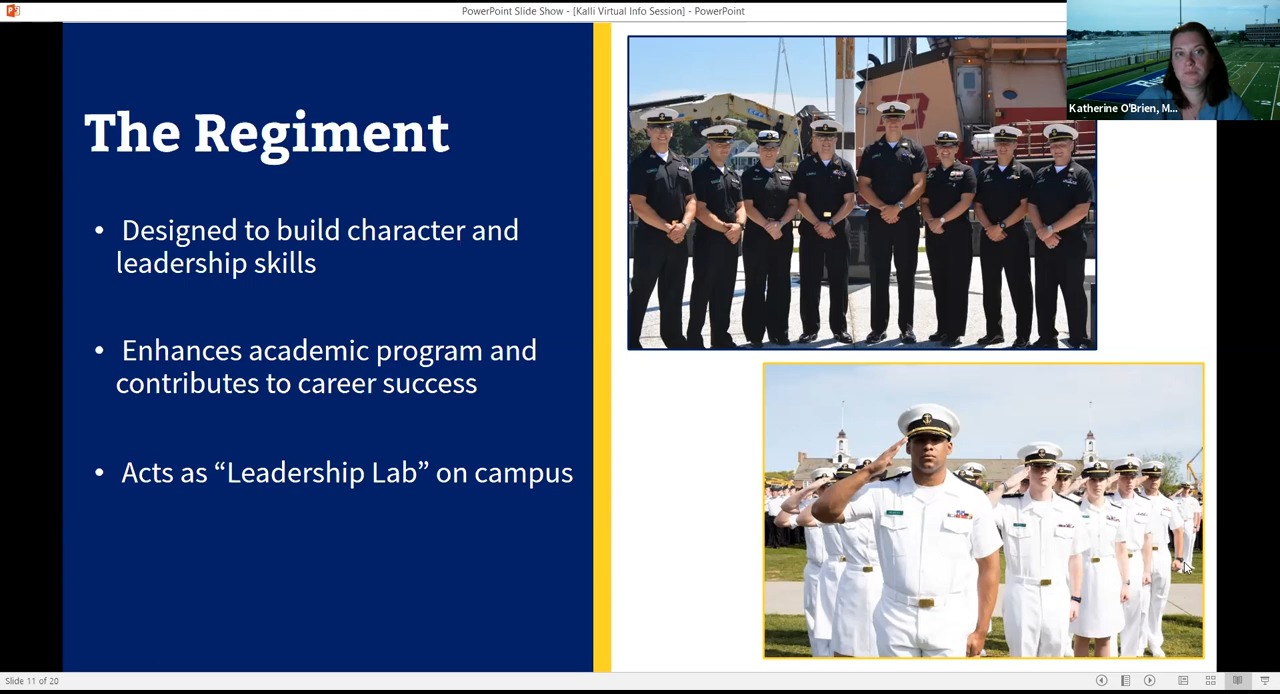 PowerPoint Slide Show - [Kalli Virtual Info Session] - PowerPoint
Katherine O'Brien, M...
The Regiment
• Designed to build character and
leadership skills
• Enhances academic program and
contributes to career success
• Acts as “Leadership Lab” on campus
Slide 11 of 20